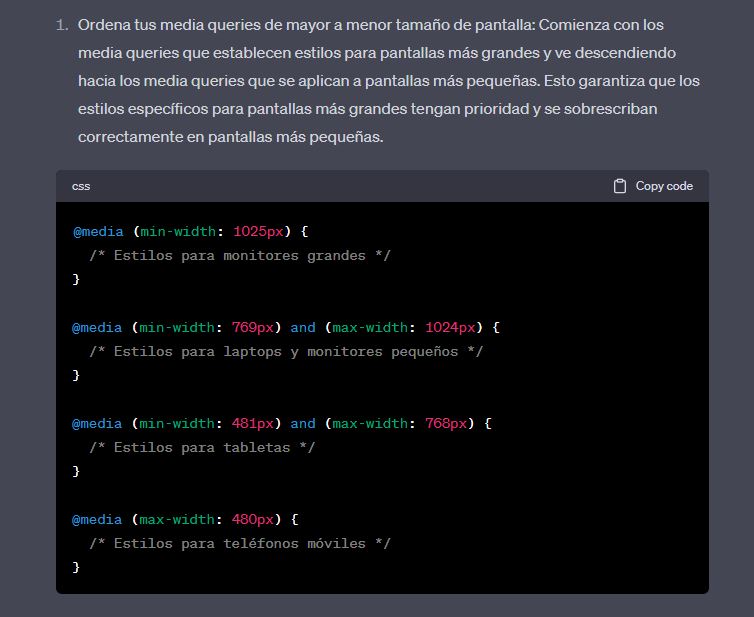 1. Ordena tus media queries de mayor a menor tamaño de pantalla: Comienza con los
media queries que establecen estilos para pantallas más grandes y ve descendiendo
hacia los media queries que se aplican a pantallas más pequeñas. Esto garantiza que los
estilos específicos para pantallas más grandes tengan prioridad y se sobrescriban
correctamente en pantallas más pequeñas.
css Copy code
@media (min-width: 1025px) {
/* Estilos para monitores grandes */
}
@media (min-width: 769px) and (max-width: 1024px) {
/* Estilos para laptops y monitores pequeños */
}
@media (min-width: 481px) and (max-width: 768px) {
/* Estilos para tabletas */
}
@media (max-width: 480px) {
/* Estilos para teléfonos móviles */
}